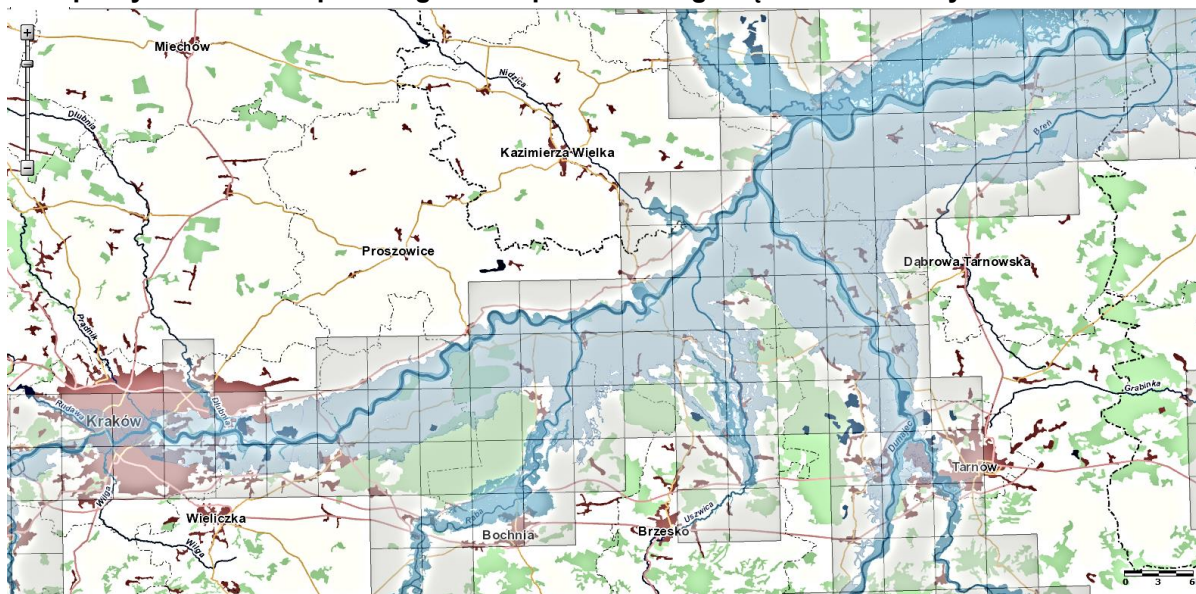 +
Miechów
Nidzica
Dłubnia
Breń
Kazimierza Wielka
−
Proszowice
Dąbrowa Tarnowska
Prądnik
Grabinka
Rudawa
Dłubnia
Kraków
Dunajec
Tarnów
Wilga
Wieliczka
Raba
Uszwica
Bochnia
Brzesko
Wilga
0 3 6